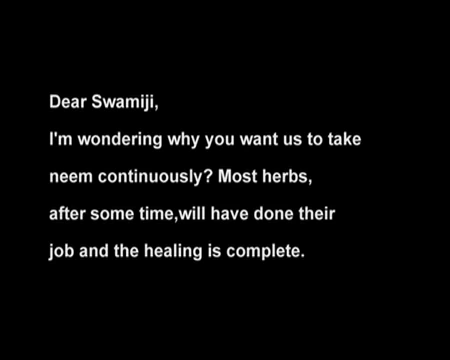 Dear Swamiji,
I'm wondering why you want us to take
neem continuously? Most herbs,
after some time,will have done their
job and the healing is complete.